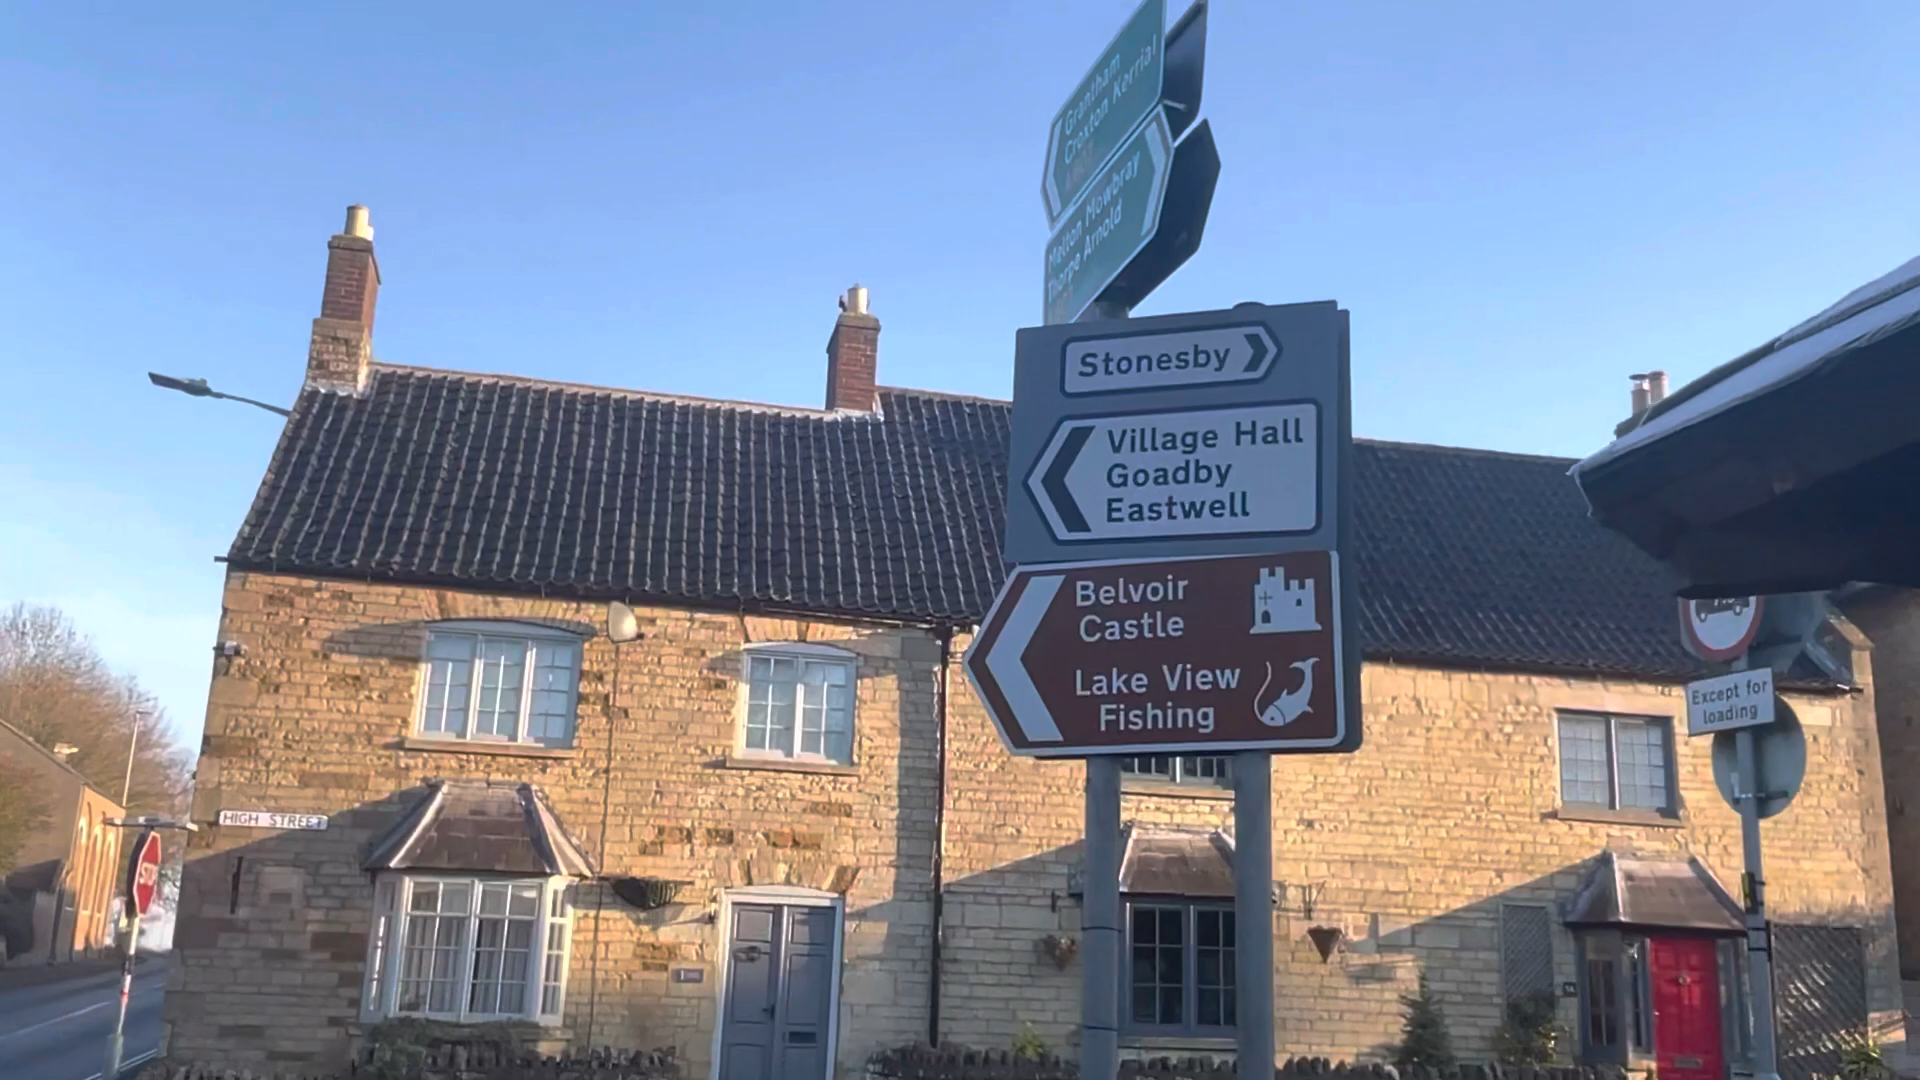 Grantham
Croxton Kerrial
A607
Melton Mowbray
Thorpe Arnold
Stonesby
Village Hall
Goadby
Eastwell
Belvoir
Castle
Lake View
Fishing
Except for
loading
HIGH STREET
STOP